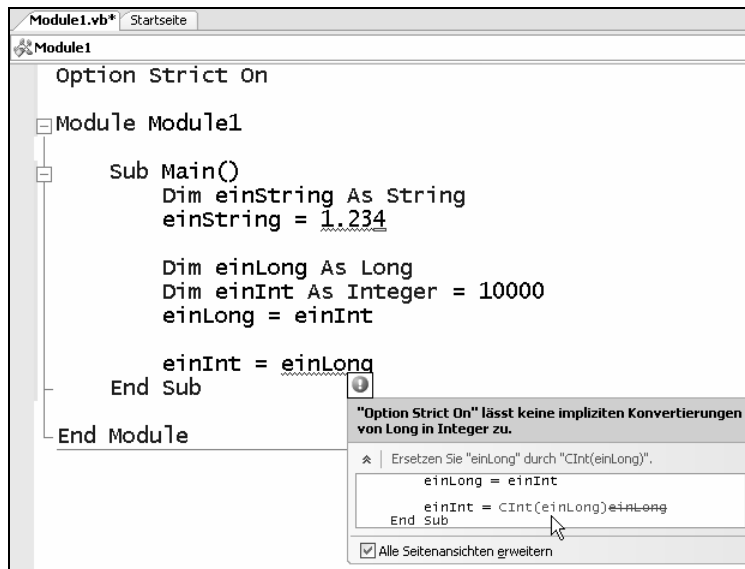 Module1.vb* Startseite
Module1
Option Strict On
Module Module1
Sub Main()
Dim einString As String
einString = 1.234
Dim einLong As Long
Dim einInt As Integer = 10000
einLong = einInt
einInt = einLong
End Sub
End Module
"Option Strict On" lässt keine impliziten Konvertierungen
von Long in Integer zu.
Ersetzen Sie "einLong" durch "CInt(einLong)".
einLong = einInt
einInt = CInt(einLong)einLong
End Sub
Alle Seitenansichten erweitern